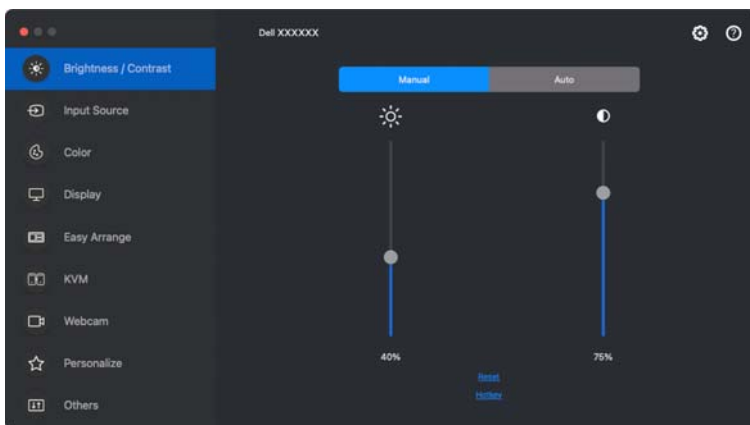 Dell XXXXXX
Brightness / Contrast
Input Source
Color
Display
Easy Arrange
KVM
Webcam
Personalize
Others
Manual
Auto
40%
75%
Reset
Hotkey